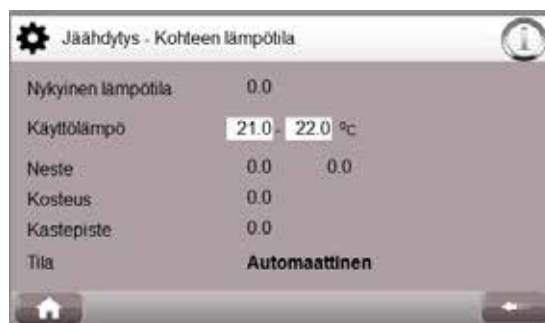 Jäähdytys - Kohteen lämpötila
Nykyinen lämpötila 0.0
Käyttölämpö 21.0 - 22.0 °C
Neste 0.0 0.0
Kosteus 0.0
Kastepiste 0.0
Tila Automaattinen